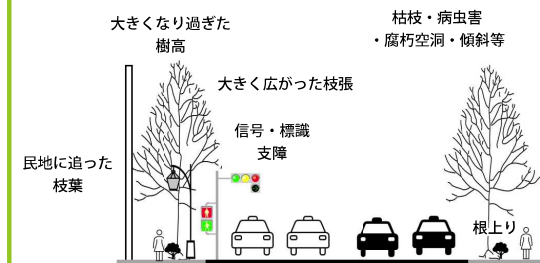 大きくなり過ぎた
樹高
枯枝・病虫害
・腐朽空洞・傾斜等
大きく広がった枝張
信号・標識
支障
民地に追った
枝葉
根上り